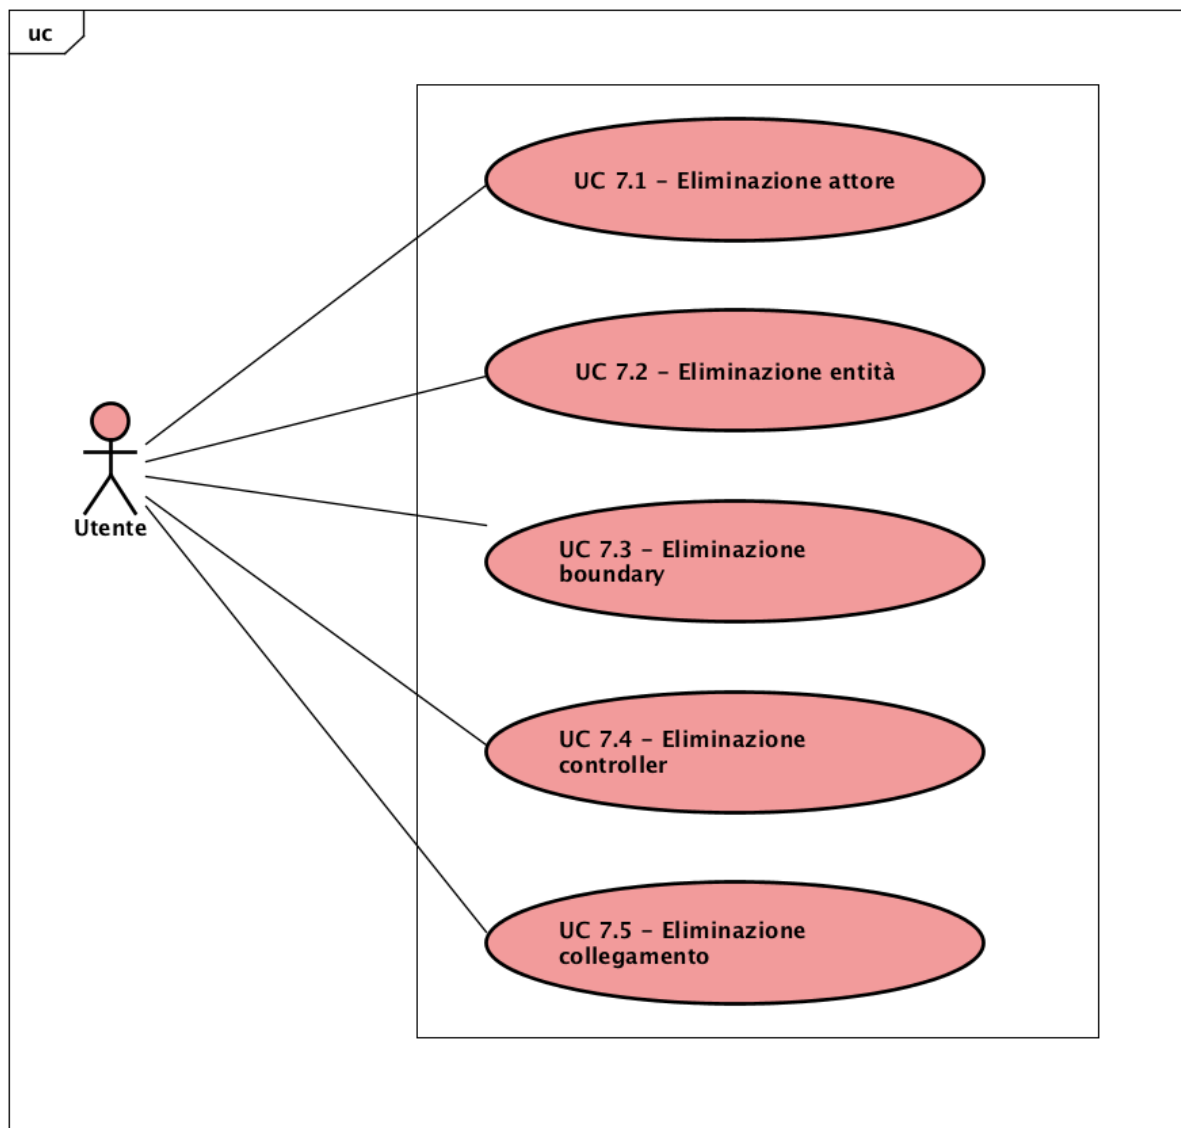 uc
UC 7.1 – Eliminazione attore
UC 7.2 – Eliminazione entità
Utente
UC 7.3 – Eliminazione
boundary
UC 7.4 – Eliminazione
controller
UC 7.5 – Eliminazione
collegamento